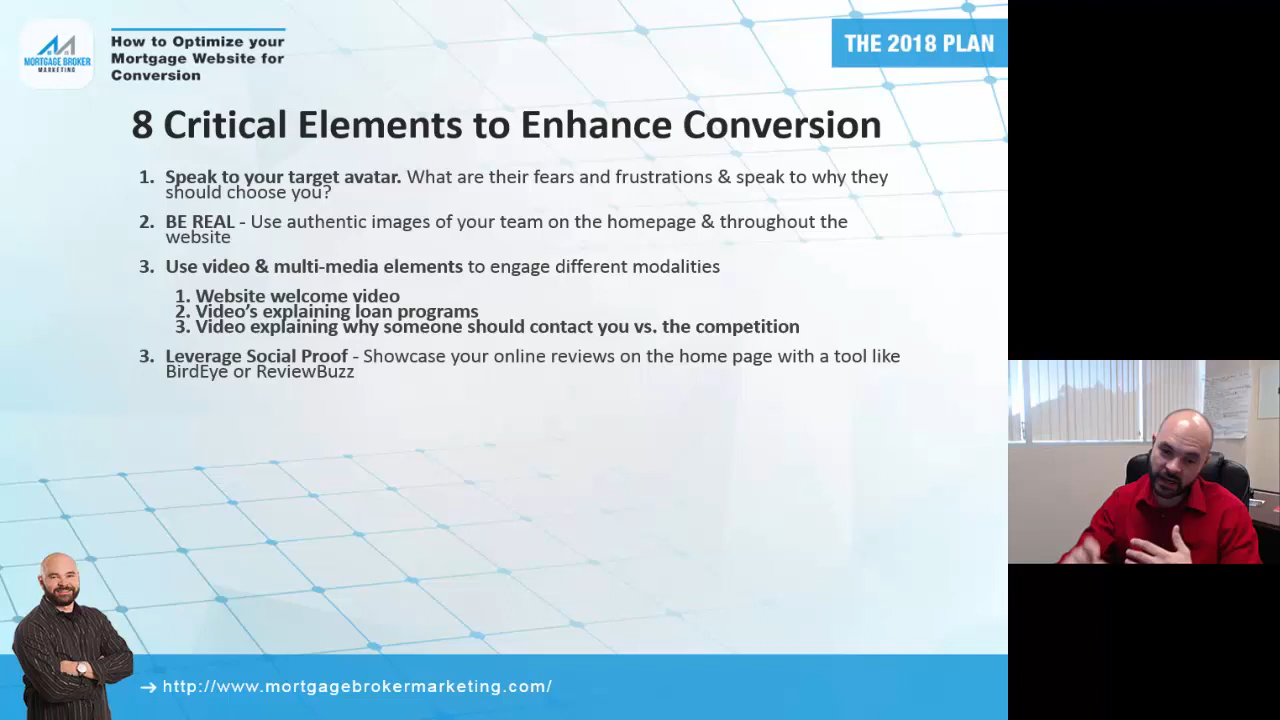 MORTGAGE BROKER
MARKETING
How to Optimize your
Mortgage Website for
Conversion
THE 2018 PLAN
8 Critical Elements to Enhance Conversion
1. Speak to your target avatar. What are their fears and frustrations & speak to why they
should choose you?
2. BE REAL - Use authentic images of your team on the homepage & throughout the
website
3. Use video & multi-media elements to engage different modalities
1. Website welcome video
2. Video's explaining loan programs
3. Video explaining why someone should contact you vs. the competition
3. Leverage Social Proof - Showcase your online reviews on the home page with a tool like
BirdEye or ReviewBuzz
http://www.mortgagebrokermarketing.com/